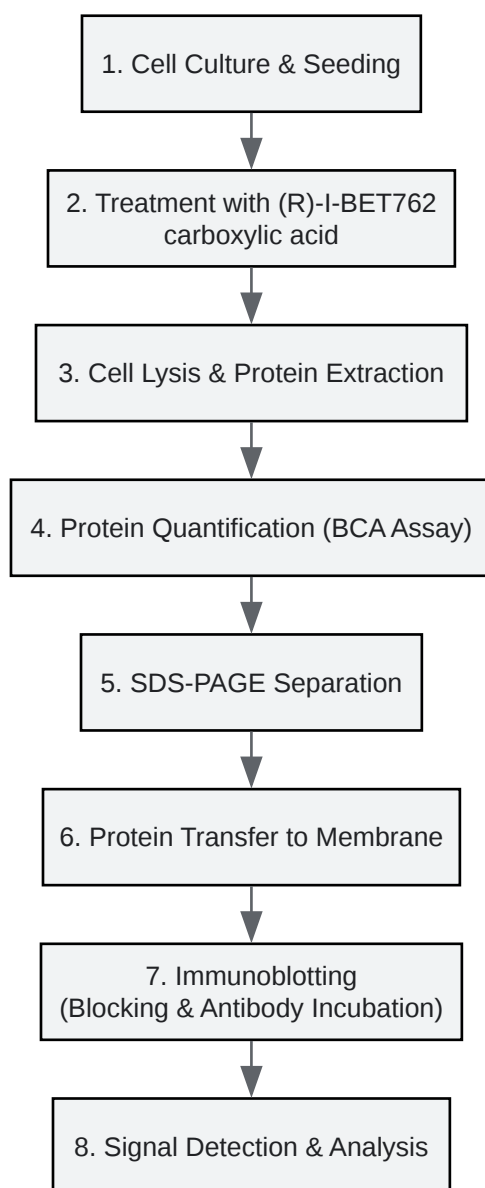 1. Cell Culture & Seeding
2. Treatment with (R)-I-BET762
carboxylic acid
3. Cell Lysis & Protein Extraction
4. Protein Quantification (BCA Assay)
5. SDS-PAGE Separation
6. Protein Transfer to Membrane
7. Immunoblotting
(Blocking & Antibody Incubation)
8. Signal Detection & Analysis